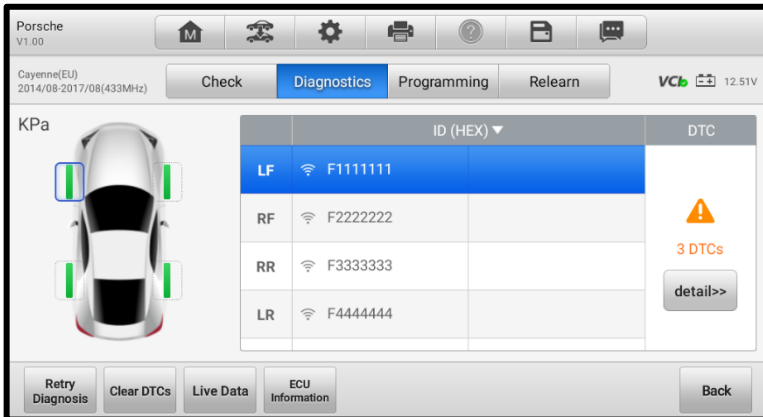 Porsche
V1.00
M
?
Cayenne(EU)
2014/08-2017/08(433MHz)
Check
Diagnostics
Programming
Relearn
VCI
12.51V
KPa
ID (HEX) ▼
DTC
LF F1111111
RF F2222222
RR F3333333
LR F4444444
3 DTCs
detail>>
Retry
Diagnosis
Clear DTCs
Live Data
ECU
Information
Back